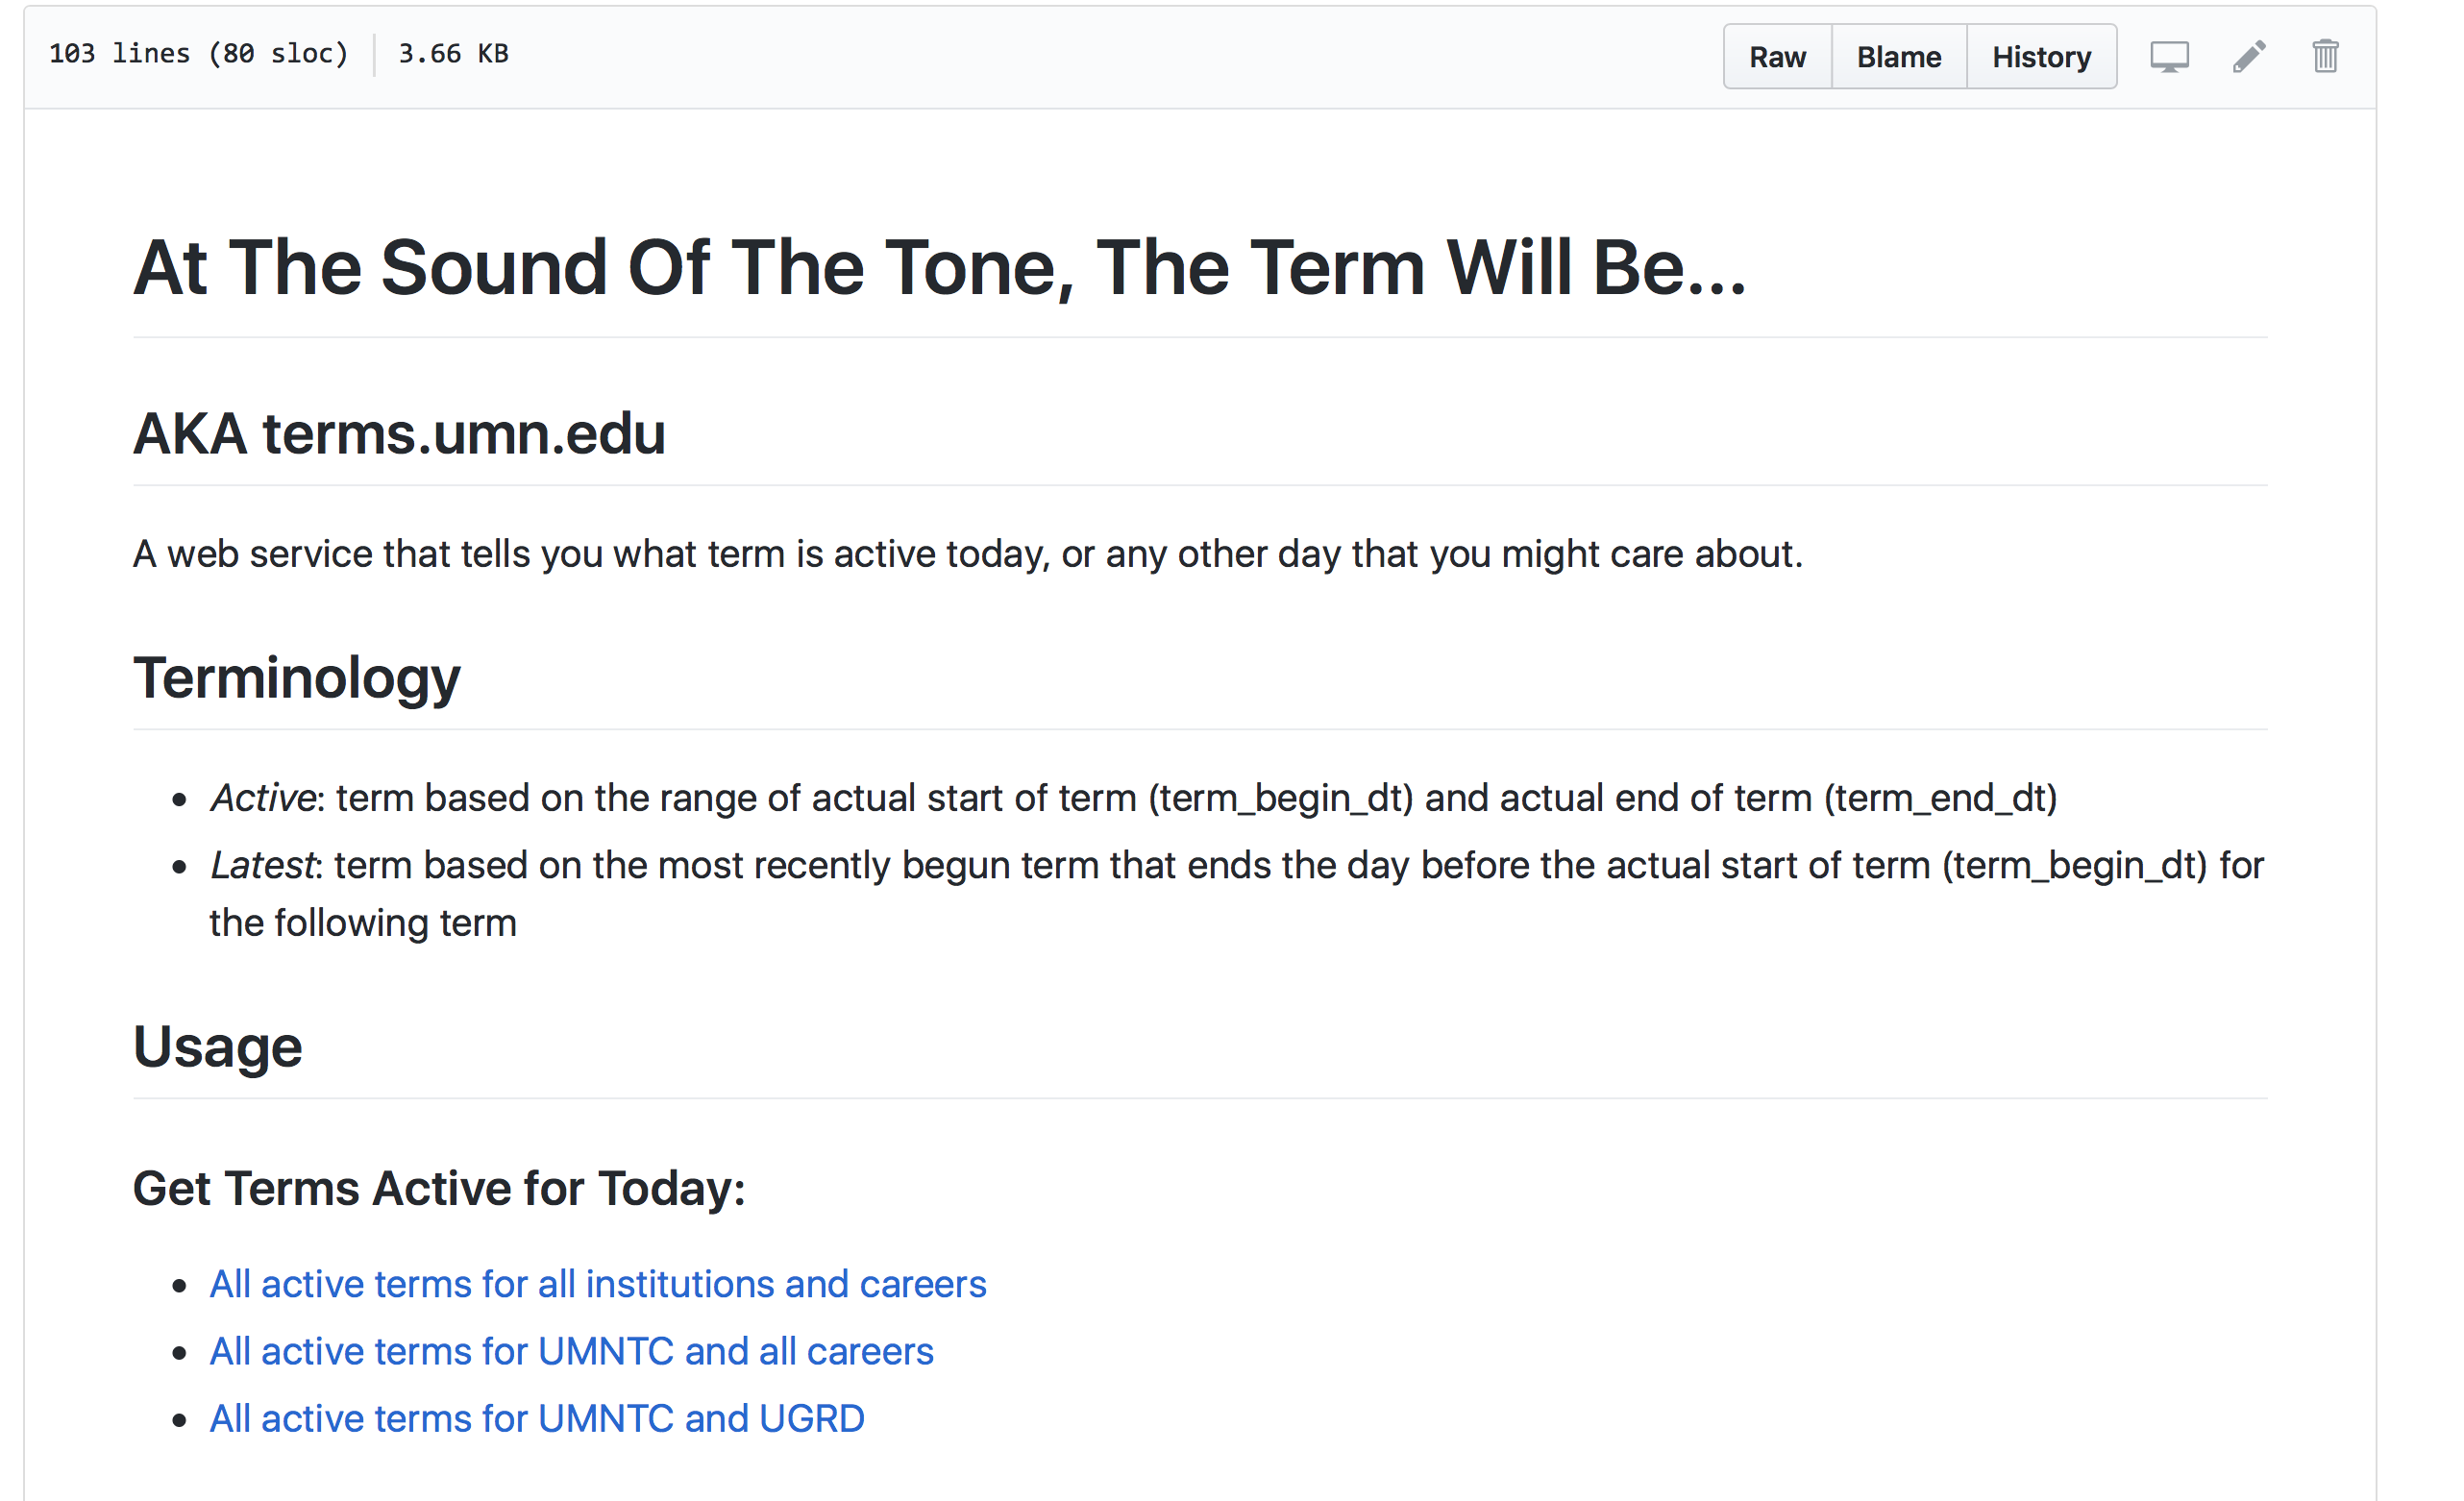 103 lines (80 sloc) 3.66 KB
Raw Blame History
At The Sound Of The Tone, The Term Will Be...
AKA terms.umn.edu
A web service that tells you what term is active today, or any other day that you might care about.
Terminology
• Active: term based on the range of actual start of term (term_begin_dt) and actual end of term (term_end_dt)
• Latest: term based on the most recently begun term that ends the day before the actual start of term (term_begin_dt) for
the following term
Usage
Get Terms Active for Today:
• All active terms for all institutions and careers
• All active terms for UMNTC and all careers
• All active terms for UMNTC and UGRD